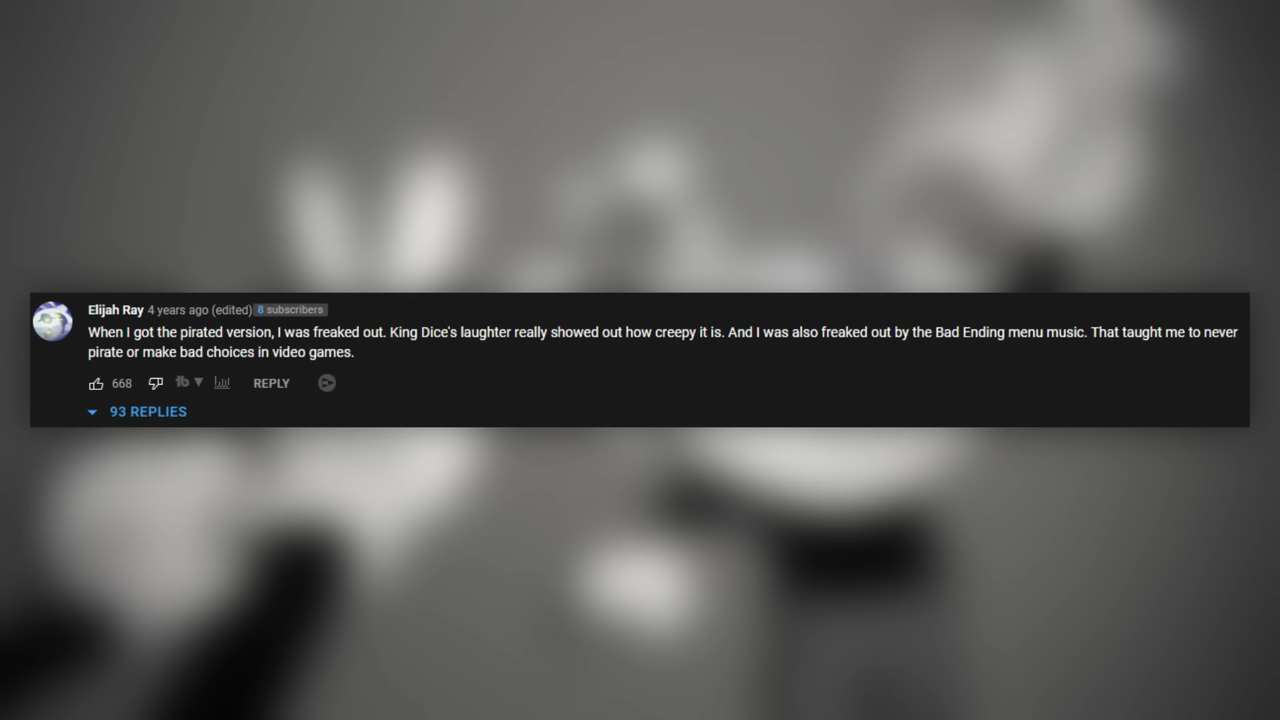 Elijah Ray 4 years ago (edited) 8 subscribers
When I got the pirated version, I was freaked out. King Dice's laughter really showed out how creepy it is. And I was also freaked out by the Bad Ending menu music. That taught me to never
pirate or make bad choices in video games.
668 REPLY
93 REPLIES